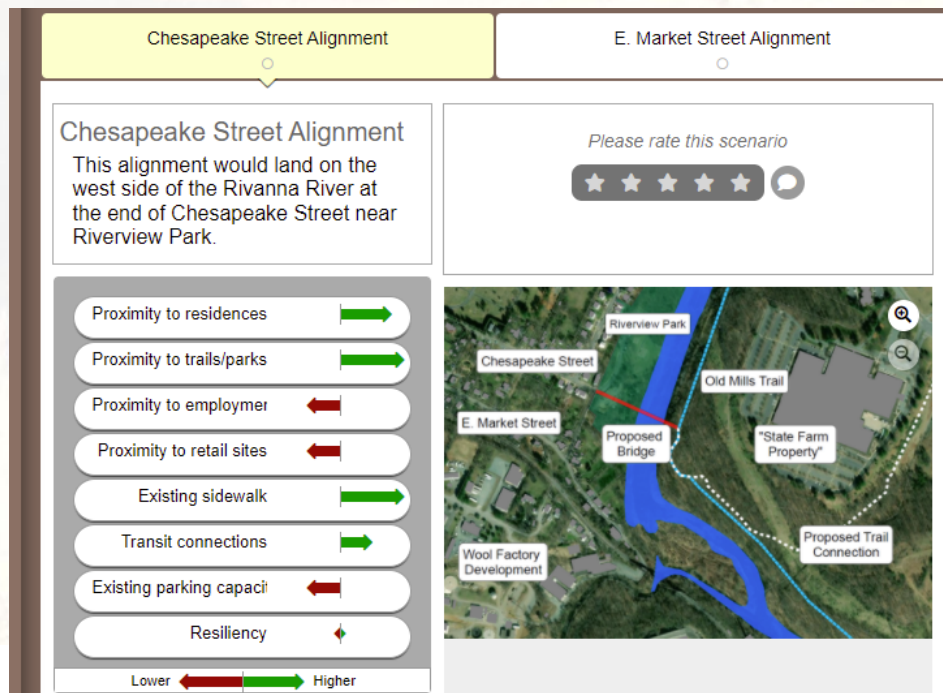 Chesapeake Street Alignment
E. Market Street Alignment
Chesapeake Street Alignment
This alignment would land on the
west side of the Rivanna River at
the end of Chesapeake Street near
Riverview Park.
Please rate this scenario
Proximity to residences
Proximity to trails/parks
Proximity to employmer
Proximity to retail sites
Existing sidewalk
Transit connections
Existing parking capacit
Resiliency
Lower
Higher
Riverview Park
Chesapeake Street
Old Mills Trail
E. Market Street
Proposed
Bridge
"State Farm
Property"
Proposed Trail
Connection
Wool Factory
Development